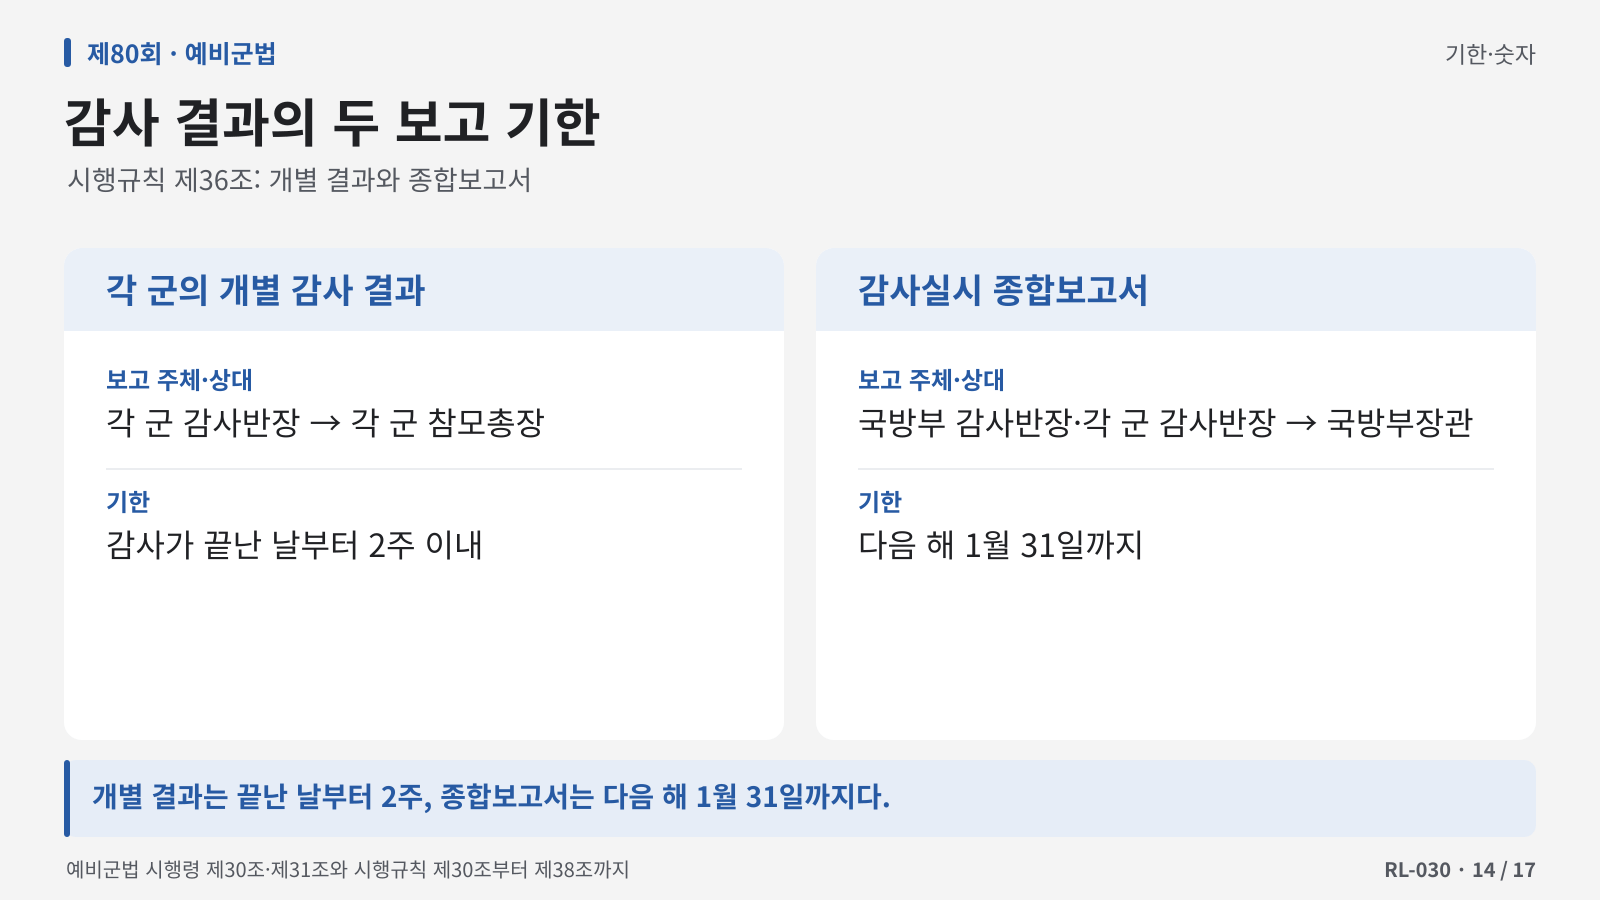 제80회 · 예비군법
기한·숫자
감사 결과의 두 보고 기한
시행규칙 제36조: 개별 결과와 종합보고서
각 군의 개별 감사 결과
보고 주체·상대
각 군 감사반장 → 각 군 참모총장
기한
감사가 끝난 날부터 2주 이내
감사실시 종합보고서
보고 주체·상대
국방부 감사반장·각 군 감사반장 → 국방부장관
기한
다음 해 1월 31일까지
개별 결과는 끝난 날부터 2주, 종합보고서는 다음 해 1월 31일까지다.
예비군법 시행령 제30조·제31조와 시행규칙 제30조부터 제38조까지
RL-030 · 14 / 17